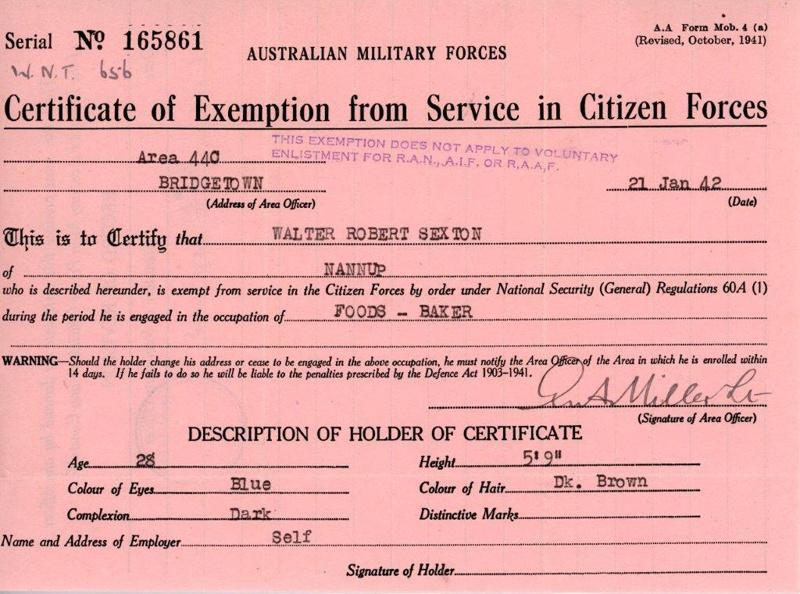 Serial No 165861
A.A Form Mob. 4 (a)
(Revised, October, 1941)
W.N.T. 656
AUSTRALIAN MILITARY FORCES
Certificate of Exemption from Service in Citizen Forces
THIS EXEMPTION DOES NOT APPLY TO VOLUNTARY
ENLISTMENT FOR R.A.N., A.I.F. OR R.A.A.F.
Area 44C
BRIDGETOWN
21 Jan 42
(Address of Area Officer)
(Date)
This is to Certify that WALTER ROBERT SEXTON
of NANNUP
who is described hereunder, is exempt from service in the Citizen Forces by order under National Security (General) Regulations 60A (1)
during the period he is engaged in the occupation of FOODS - BAKER
WARNING—Should the holder change his address or cease to be engaged in the above occupation, he must notify the Area Officer of the Area in which he is enrolled within
14 days. If he fails to do so he will be liable to the penalties prescribed by the Defence Act 1903-1941.
Miller Lt
(Signature of Area Officer)
DESCRIPTION OF HOLDER OF CERTIFICATE
Age 28 Height 5'9"
Colour of Eyes Blue Colour of Hair Dk. Brown
Complexion Dark Distinctive Marks
Name and Address of Employer Self
Signature of Holder